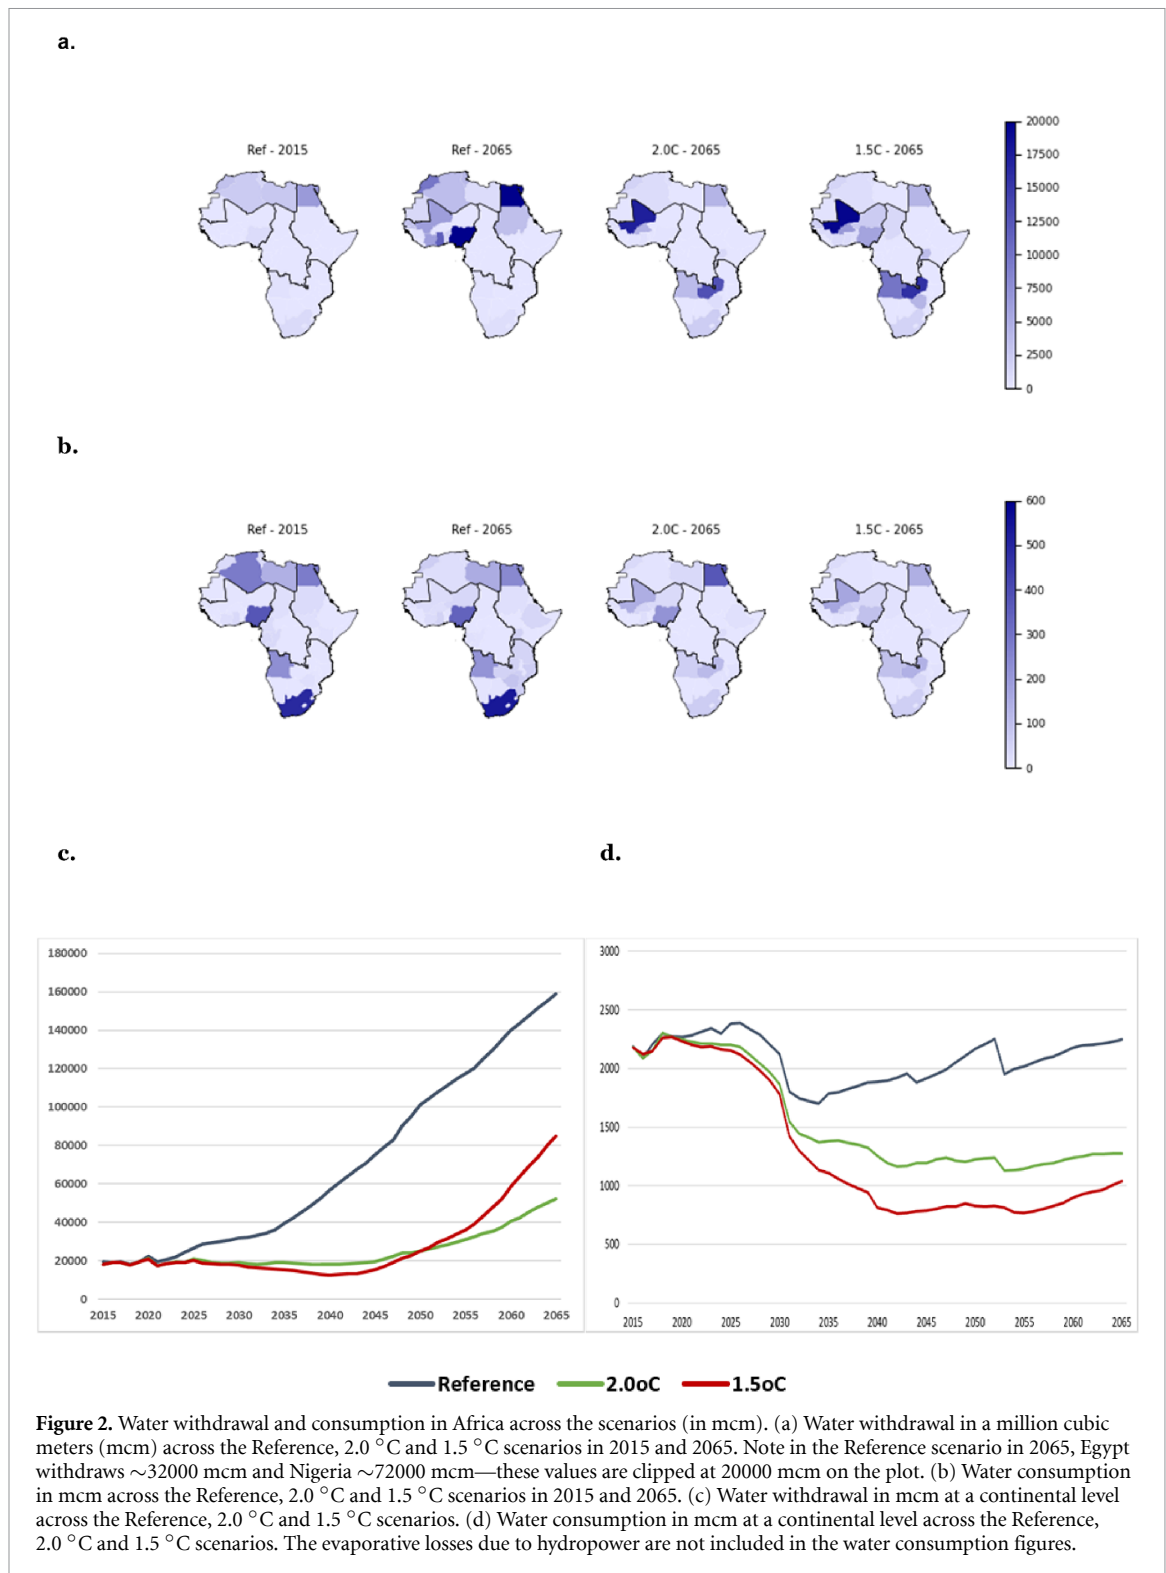 a.
Ref - 2015
Ref - 2065
2.0C - 2065
1.5C - 2065
20000
17500
15000
12500
10000
7500
5000
2500
0
b.
Ref - 2015
Ref - 2065
2.0C - 2065
1.5C - 2065
600
500
400
300
200
100
0
c.
180000
160000
140000
120000
100000
80000
60000
40000
20000
0
2015 2020 2025 2030 2035 2040 2045 2050 2055 2060 2065
d.
3000
2500
2000
1500
1000
500
0
2015 2020 2025 2030 2035 2040 2045 2050 2055 2060 2065
Reference 2.0oC 1.5oC
Figure 2. Water withdrawal and consumption in Africa across the scenarios (in mcm). (a) Water withdrawal in a million cubic
meters (mcm) across the Reference, 2.0 °C and 1.5 °C scenarios in 2015 and 2065. Note in the Reference scenario in 2065, Egypt
withdraws ∼32000 mcm and Nigeria ∼72000 mcm—these values are clipped at 20000 mcm on the plot. (b) Water consumption
in mcm across the Reference, 2.0 °C and 1.5 °C scenarios in 2015 and 2065. (c) Water withdrawal in mcm at a continental level
across the Reference, 2.0 °C and 1.5 °C scenarios. (d) Water consumption in mcm at a continental level across the Reference,
2.0 °C and 1.5 °C scenarios. The evaporative losses due to hydropower are not included in the water consumption figures.